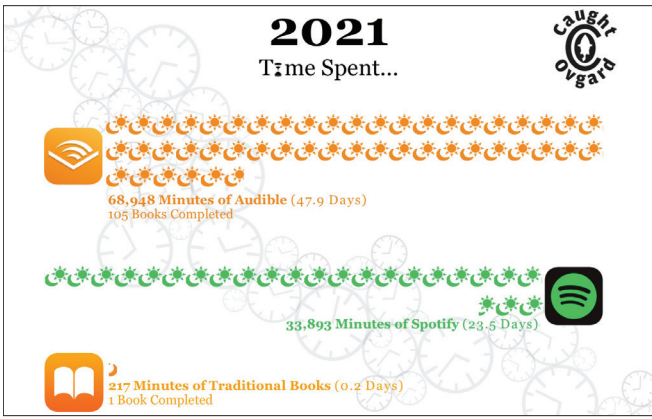 2021
Time Spent...
Caught
Ovgard
68,948 Minutes of Audible (47.9 Days)
105 Books Completed
33,893 Minutes of Spotify (23.5 Days)
217 Minutes of Traditional Books (0.2 Days)
1 Book Completed